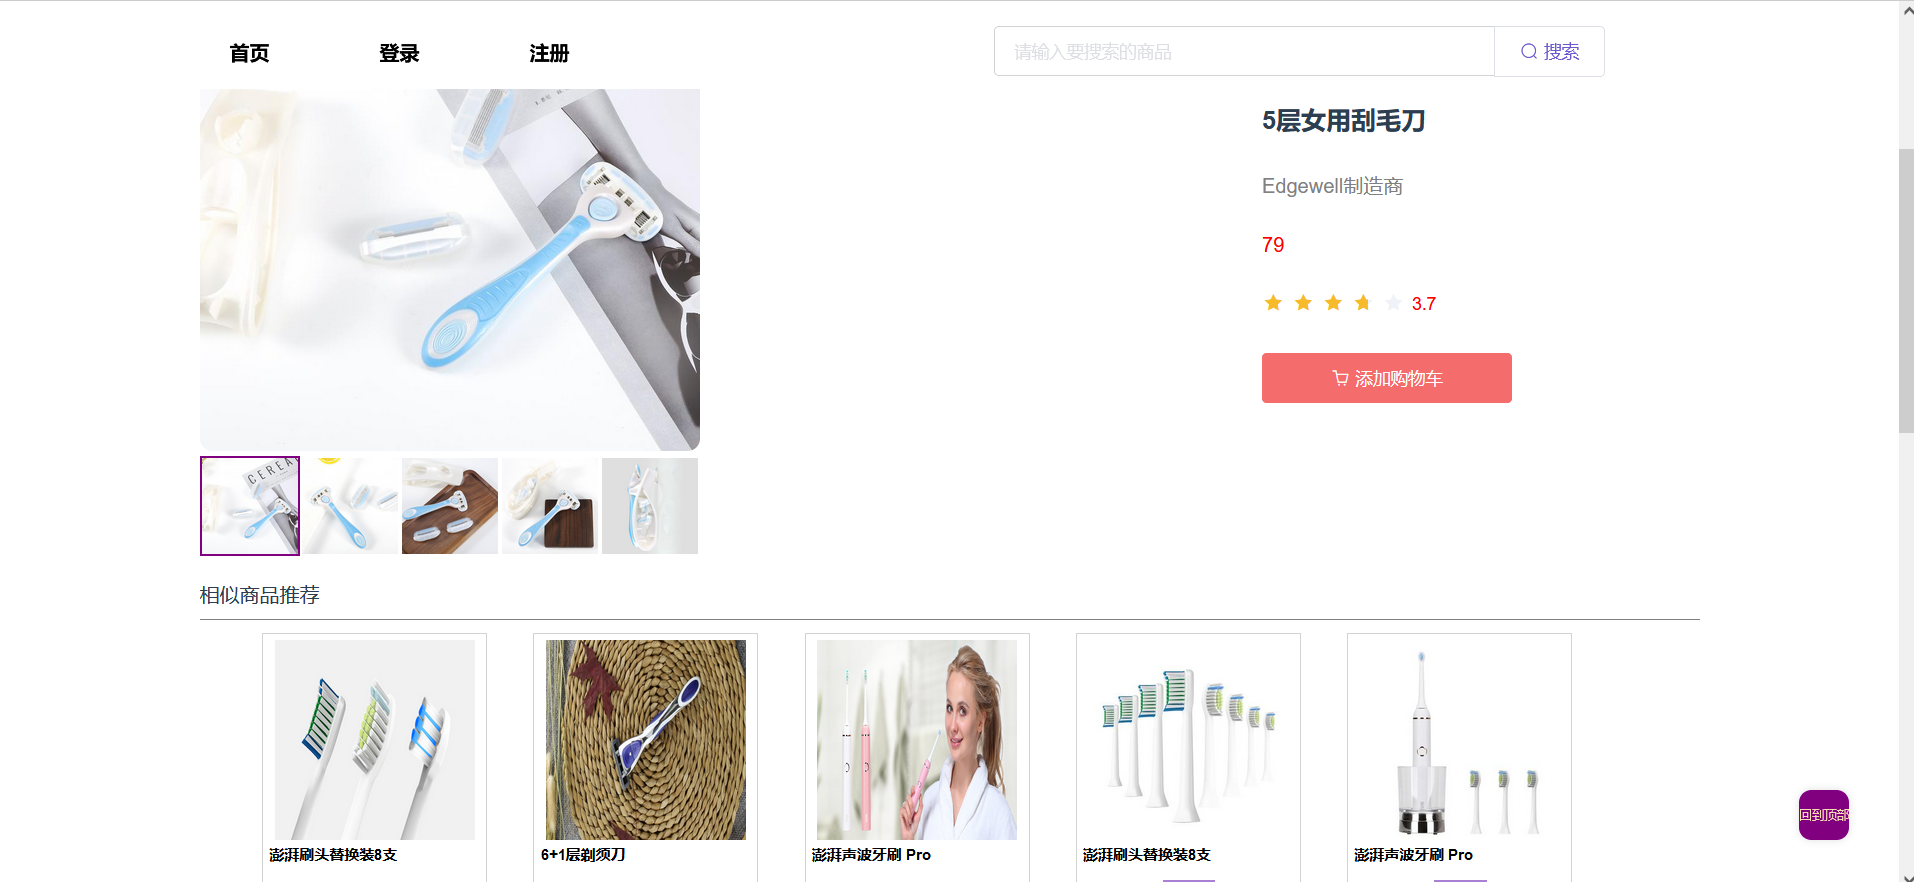 首页
登录
注册
请输入要搜索的商品
搜索
5层女用刮毛刀
Edgewell制造商
79
3.7
添加购物车
CEREA
相似商品推荐
澎湃刷头替换装8支
6+1层剃须刀
澎湃声波牙刷 Pro
澎湃刷头替换装8支
澎湃声波牙刷 Pro
回到顶部